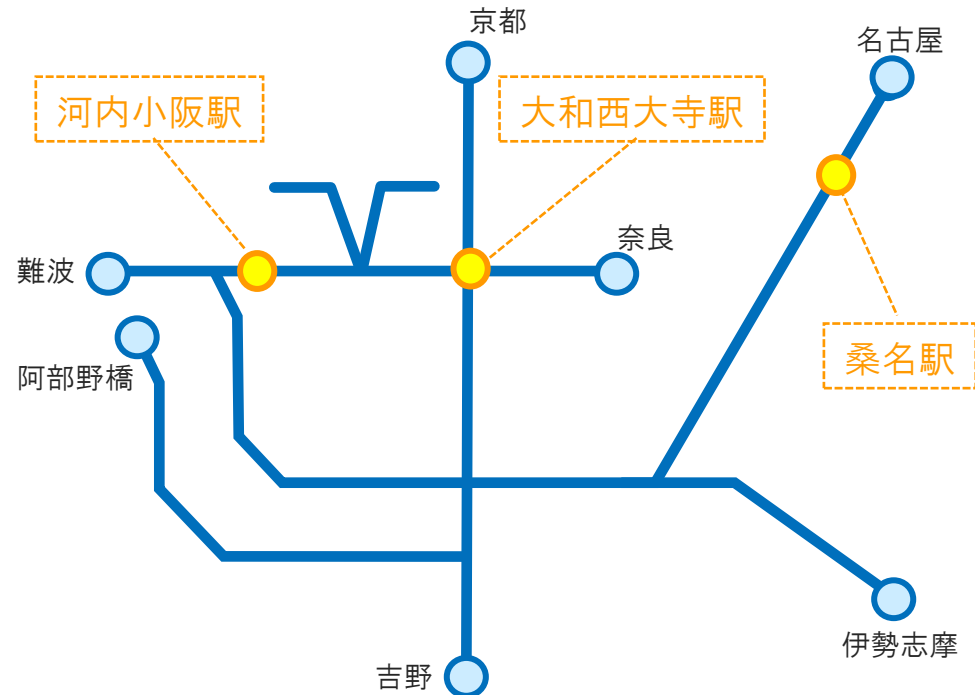 京都
名古屋
河内小阪駅
大和西大寺駅
奈良
難波
桑名駅
阿部野橋
伊勢志摩
吉野